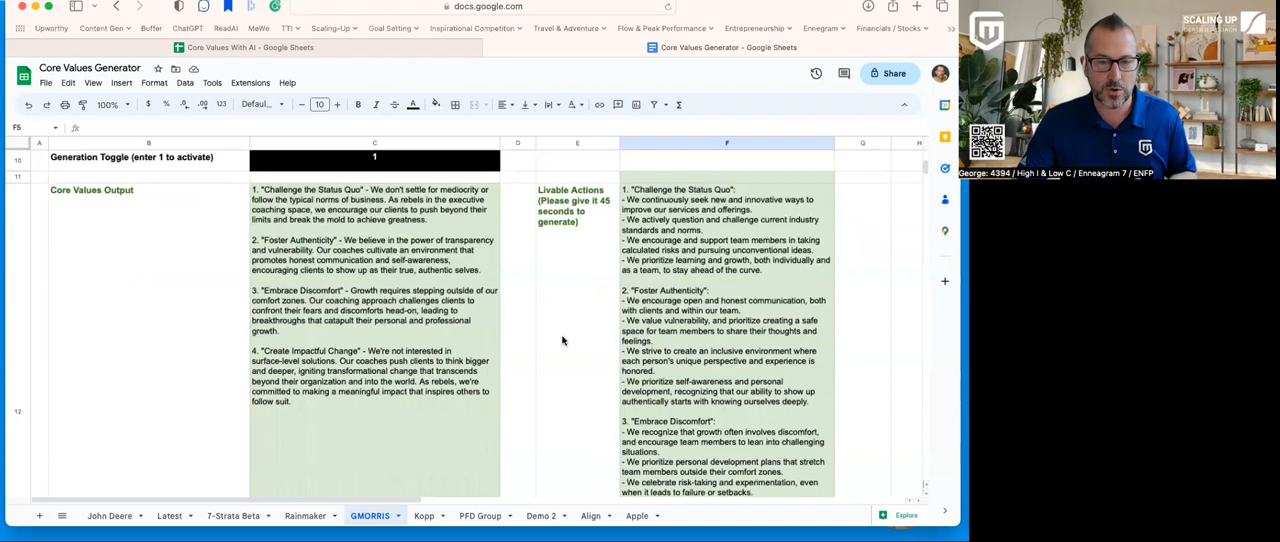 docs.google.com
Upworthy Content Gen Buffer ChatGPT ReadAI MeWe TTI Scaling-Up Goal Setting Inspirational Competiton Travel & Adventure Flow & Peak Performance Entrepreneurship Ennegram Financials / Stocks
Core Values With AI - Google Sheets
Core Values Generator - Google Sheets
Core Values Generator
File Edit View Insert Format Data Tools Extensions Help
Share
100% $ % .0 .00 123 Defaul... 10 B I A
F5 fx
A B C D E F G H
10 Generation Toggle (enter 1 to activate) 1
11
12
Core Values Output
1. "Challenge the Status Quo" - We don't settle for mediocrity or
follow the typical norms of business. As rebels in the executive
coaching space, we encourage our clients to push beyond their
limits and break the mold to achieve greatness.
2. "Foster Authenticity" - We believe in the power of transparency
and vulnerability. Our coaches cultivate an environment that
promotes honest communication and self-awareness,
encouraging clients to show up as their true, authentic selves.
3. "Embrace Discomfort" - Growth requires stepping outside of our
comfort zones. Our coaching approach challenges clients to
confront their fears and discomforts head-on, leading to
breakthroughs that catapult their personal and professional
growth.
4. "Create Impactful Change" - We're not interested in
surface-level solutions. Our coaches push clients to think bigger
and deeper, igniting transformational change that transcends
beyond their organization and into the world. As rebels, we're
committed to making a meaningful impact that inspires others to
follow suit.
Livable Actions
(Please give it 45
seconds to
generate)
1. "Challenge the Status Quo":
- We continuously seek new and innovative ways to
improve our services and offerings.
- We actively question and challenge current industry
standards and norms.
- We encourage and support team members in taking
calculated risks and pursuing unconventional ideas.
- We prioritize learning and growth, both individually and
as a team, to stay ahead of the curve.
2. "Foster Authenticity":
- We encourage open and honest communication, both
with clients and within our team.
- We value vulnerability, and prioritize creating a safe
space for team members to share their thoughts and
feelings.
- We strive to create an inclusive environment where
each person's unique perspective and experience is
honored.
- We prioritize self-awareness and personal
development, recognizing that our ability to show up
authentically starts with knowing ourselves deeply.
3. "Embrace Discomfort":
- We recognize that growth often involves discomfort,
and encourage team members to lean into challenging
situations.
- We prioritize personal development plans that stretch
team members outside their comfort zones.
- We celebrate risk-taking and experimentation, even
when it leads to failure or setbacks.
John Deere Latest 7-Strata Beta Rainmaker GMORRIS Kopp PFD Group Demo 2 Align Apple
Explore
SCALING UP
CERTIFIED COACH
George: 4394 / High I & Low C / Enneagram 7 / ENFP